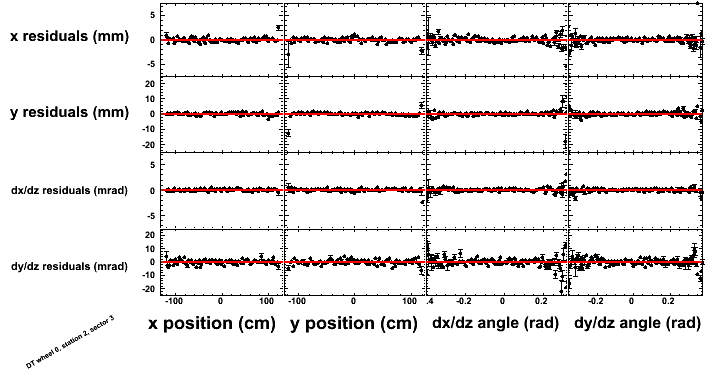 x residuals (mm)
5
0
-5
y residuals (mm)
20
10
0
-10
-20
dx/dz residuals (mrad)
5
0
-5
dy/dz residuals (mrad)
20
10
0
-10
-20
-100 0 100 -100 0 100 .4 -0.2 0 0.2 -0.2 0 0.2
x position (cm) y position (cm) dx/dz angle (rad) dy/dz angle (rad)
DT wheel 0, station 2, sector 3